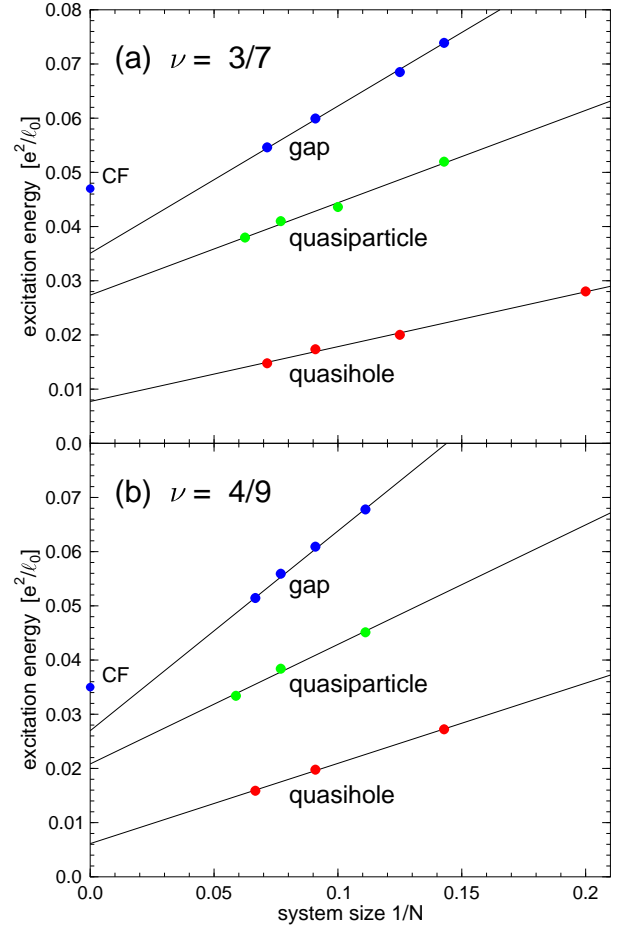 0.08
(a) ν = 3/7
0.07
0.06
gap
CF
0.05
0.04
quasiparticle
0.03
0.02
quasihole
0.01
0.0
excitation energy [e²/ℓ₀]
(b) ν = 4/9
0.07
0.06
gap
0.05
0.04
CF
quasiparticle
0.03
0.02
quasihole
0.01
0.0
excitation energy [e²/ℓ₀]
0.0 0.05 0.1 0.15 0.2
system size 1/N